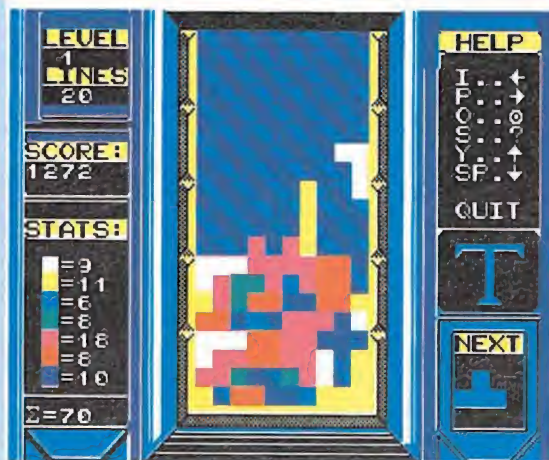 LEVEL
1
LINES
20
SCORE:
1272
STATS:
=9
=11
=6
=8
=18
=8
=10
Σ=70
HELP
I..←
P..→
O..⊙
S..?
Y..↑
SP.↓
QUIT
T
NEXT